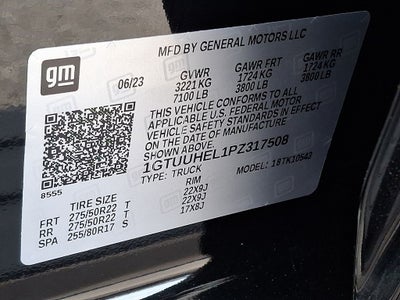 gm
MFD BY GENERAL MOTORS LLC
06/23
GVWR GAWR FRT GAWR RR
3221 KG 1724 KG 1724 KG
7100 LB 3800 LB 3800 LB
THIS VEHICLE CONFORMS TO ALL
APPLICABLE U.S. FEDERAL MOTOR
VEHICLE SAFETY STANDARDS IN EFFECT
ON THE DATE OF MANUFACTURE SHOWN ABOVE.
1GTUUHEL1PZ317508
TYPE: TRUCK MODEL: 18TK10543
8555
TIRE SIZE RIM
FRT 275/50R22 T 22X9J
RR 275/50R22 T 22X9J
SPA 255/80R17 S 17X8J